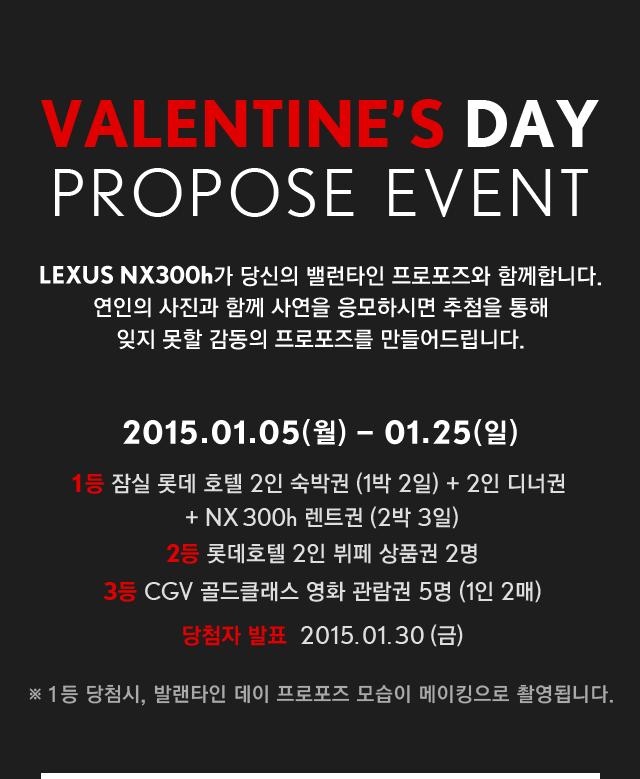 VALENTINE'S DAY
PROPOSE EVENT
LEXUS NX300h가 당신의 밸런타인 프로포즈와 함께합니다.
연인의 사진과 함께 사연을 응모하시면 추첨을 통해
잊지 못할 감동의 프로포즈를 만들어드립니다.
2015.01.05(월) – 01.25(일)
1등 잠실 롯데 호텔 2인 숙박권 (1박 2일) + 2인 디너권
+ NX300h 렌트권 (2박 3일)
2등 롯데호텔 2인 뷔페 상품권 2명
3등 CGV 골드클래스 영화 관람권 5명 (1인 2매)
당첨자 발표 2015.01.30 (금)
※ 1등 당첨시, 발랜타인 데이 프로포즈 모습이 메이킹으로 촬영됩니다.